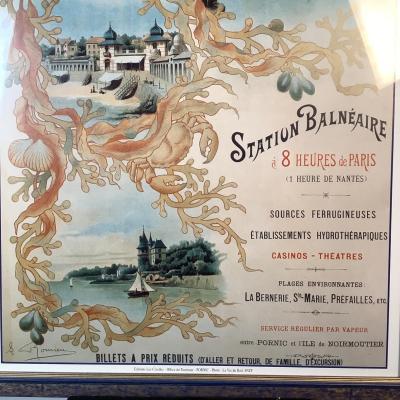 STATION BALNÉAIRE
à 8 HEURES de PARIS
(1 HEURE DE NANTES)
SOURCES FERRUGINEUSES
ÉTABLISSEMENTS HYDROTHÉRAPIQUES
CASINOS - THÉATRES
PLAGES ENVIRONNANTES:
LA BERNERIE, STE-MARIE, PRÉFAILLES, ETC.
SERVICE RÉGULIER PAR VAPEUR
entre PORNIC et l'ILE de NOIRMOUTIER
BILLETS A PRIX RÉDUITS (D'ALLER ET RETOUR, DE FAMILLE, D'EXCURSION)